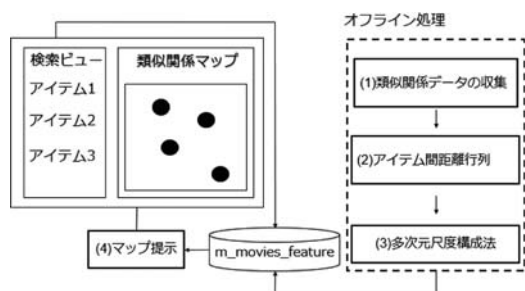 オフライン処理
検索ビュー
アイテム1
アイテム2
アイテム3
類似関係マップ
(1)類似関係データの収集
(2)アイテム間距離行列
(3)多次元尺度構成法
(4)マップ提示
m_movies_feature